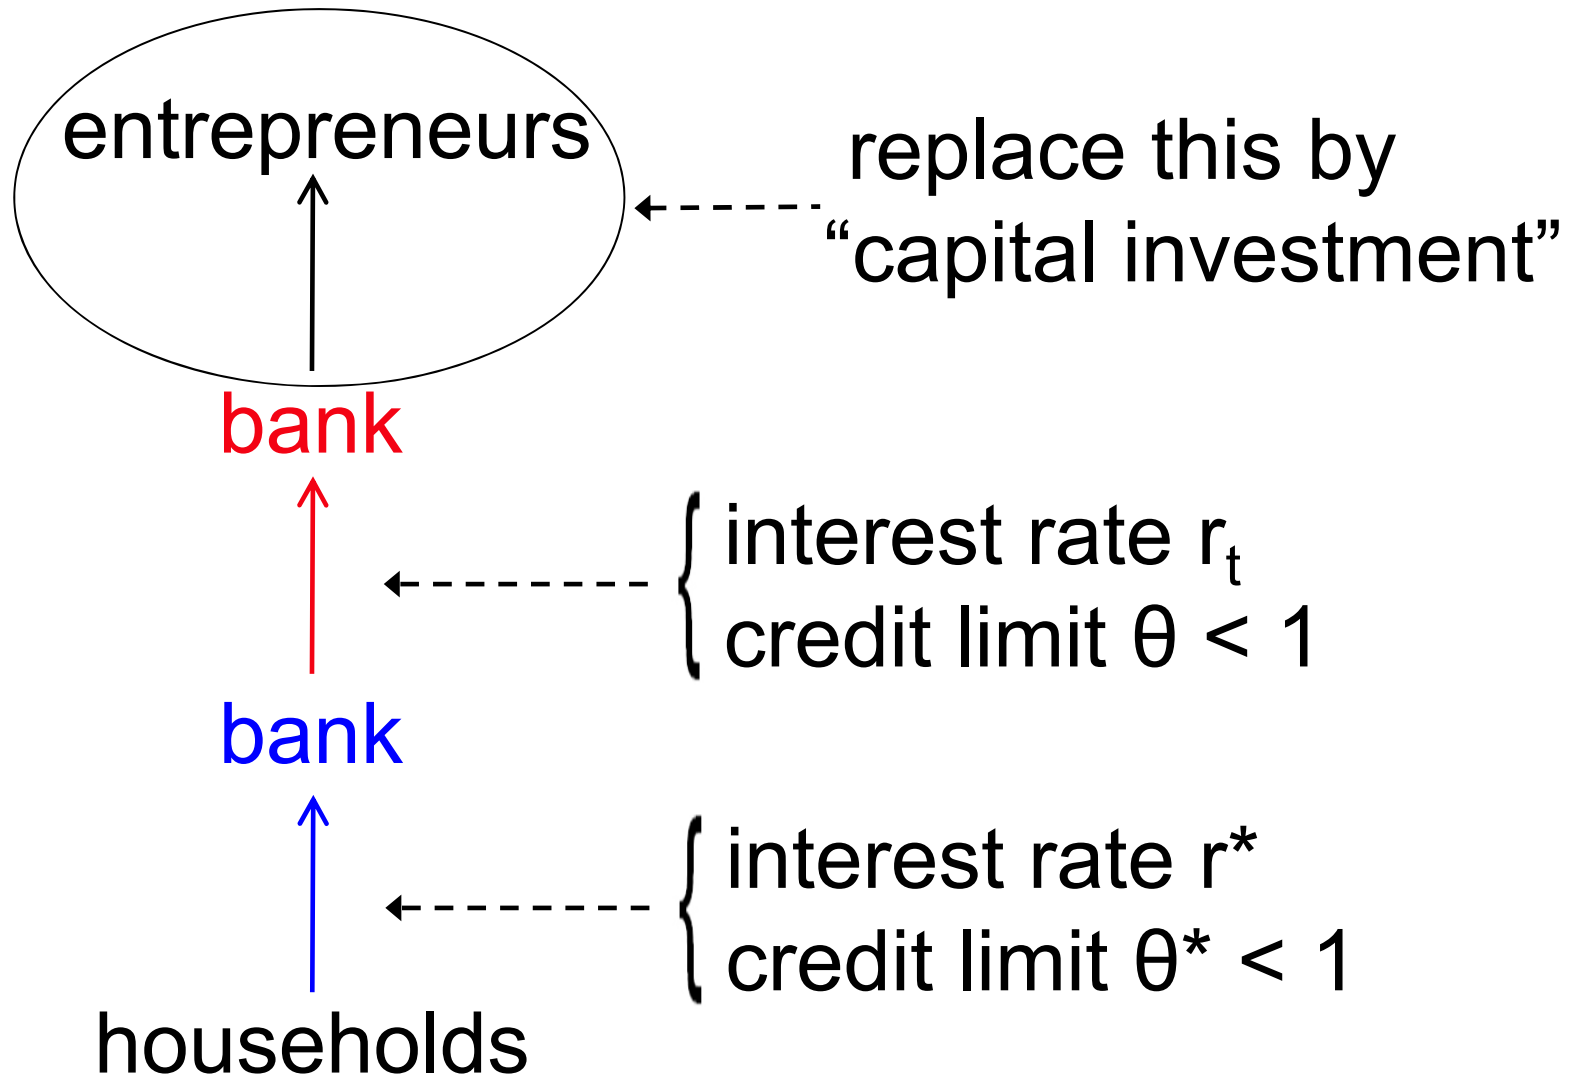 entrepreneurs
replace this by
“capital investment”
bank
interest rate rₜ
credit limit θ < 1
bank
interest rate r*
credit limit θ* < 1
households